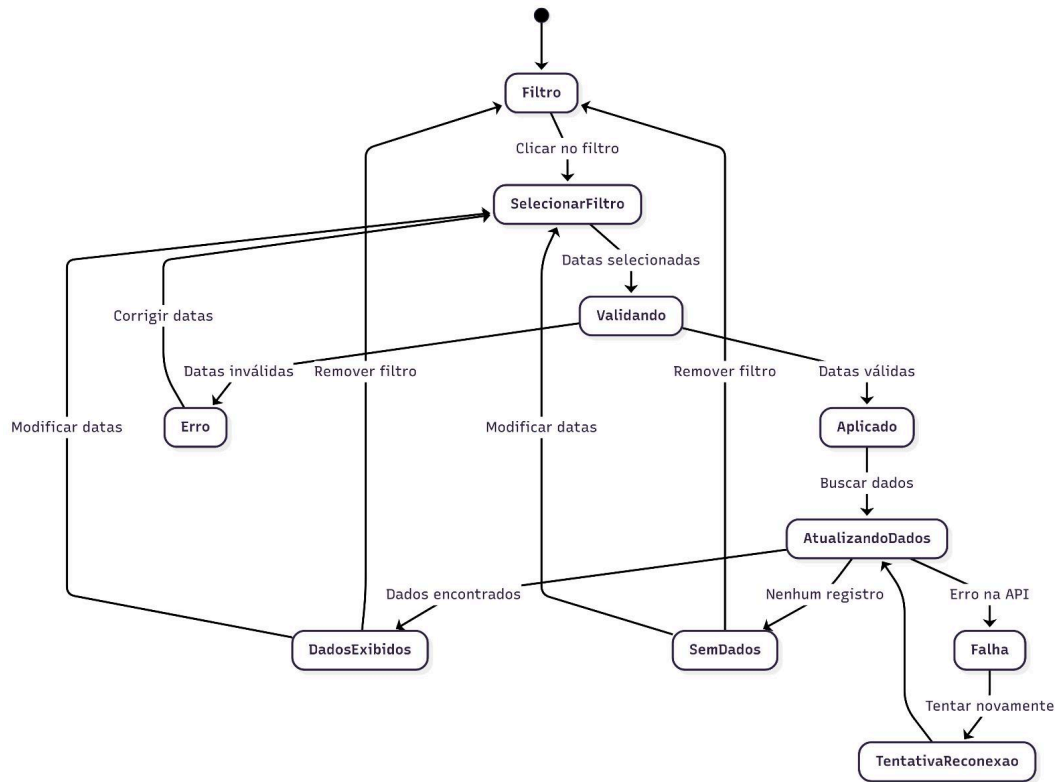 Filtro
Clicar no filtro
SelecionarFiltro
Datas selecionadas
Corrigir datas
Validando
Datas inválidas
Remover filtro
Remover filtro
Datas válidas
Modificar datas
Erro
Modificar datas
Aplicado
Buscar dados
AtualizandoDados
Dados encontrados
Nenhum registro
Erro na API
DadosExibidos
SemDados
Falha
Tentar novamente
TentativaReconexao